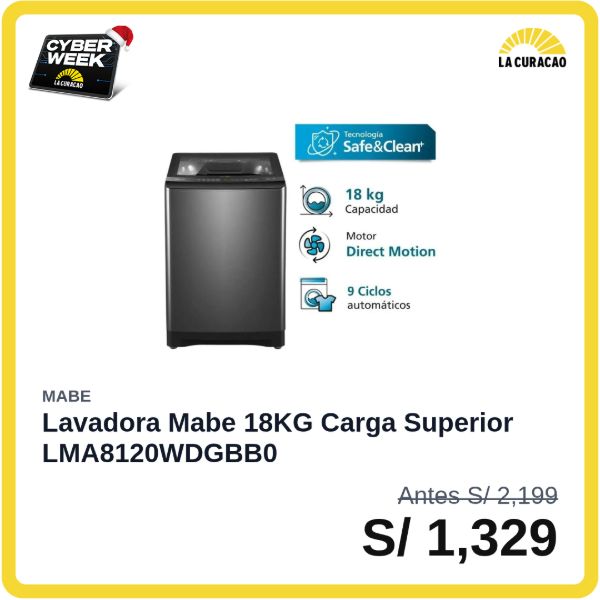 CYBER
WEEK
LA CURACAO
LA CURACAO
Tecnología
Safe&Clean+
18 kg
Capacidad
Motor
Direct Motion
9 Ciclos
automáticos
MABE
Lavadora Mabe 18KG Carga Superior
LMA8120WDGBB0
Antes S/ 2,199
S/ 1,329